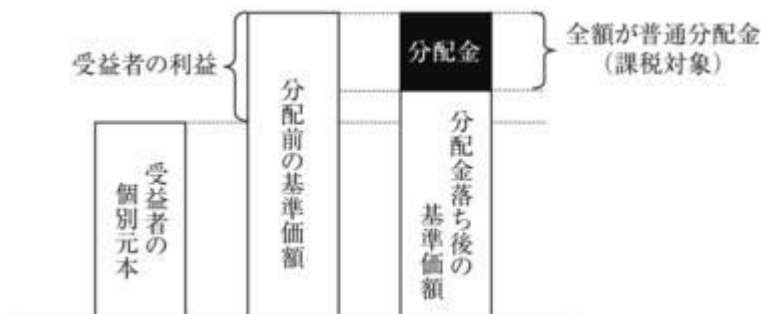 受益者の利益
分配金
全額が普通分配金
（課税対象）
受益者の
個別元本
分配前の基準価額
分配金落ち後の
基準価額